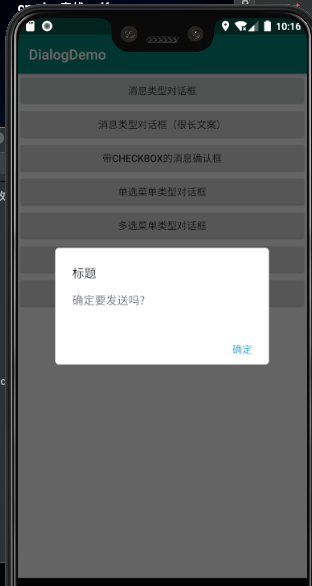 10:16
DialogDemo
消息类型对话框
消息类型对话框（很长文案）
带CHECKBOX的消息确认框
单选菜单类型对话框
多选菜单类型对话框
标题
确定要发送吗?
确定